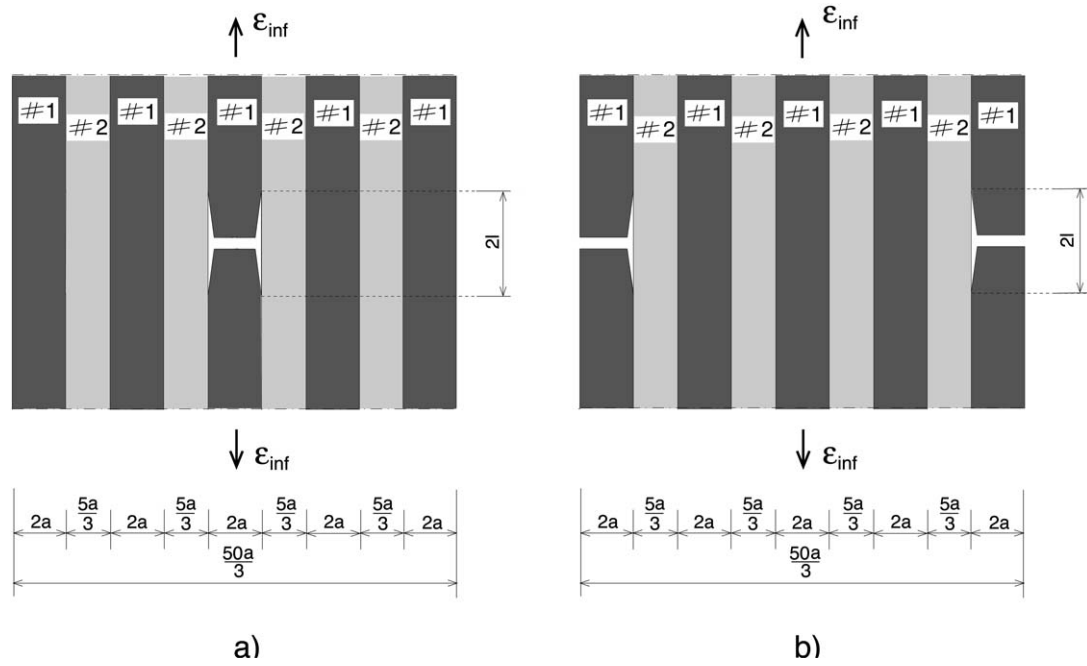 ε_inf
#1 #1 #1 #1 #1
#2 #2 #2 #2
2l
ε_inf
5a/3 5a/3 5a/3 5a/3
2a 2a 2a 2a 2a
50a/3
a)
ε_inf
#1 #1 #1 #1 #1
#2 #2 #2 #2
2l
ε_inf
5a/3 5a/3 5a/3 5a/3
2a 2a 2a 2a 2a
50a/3
b)